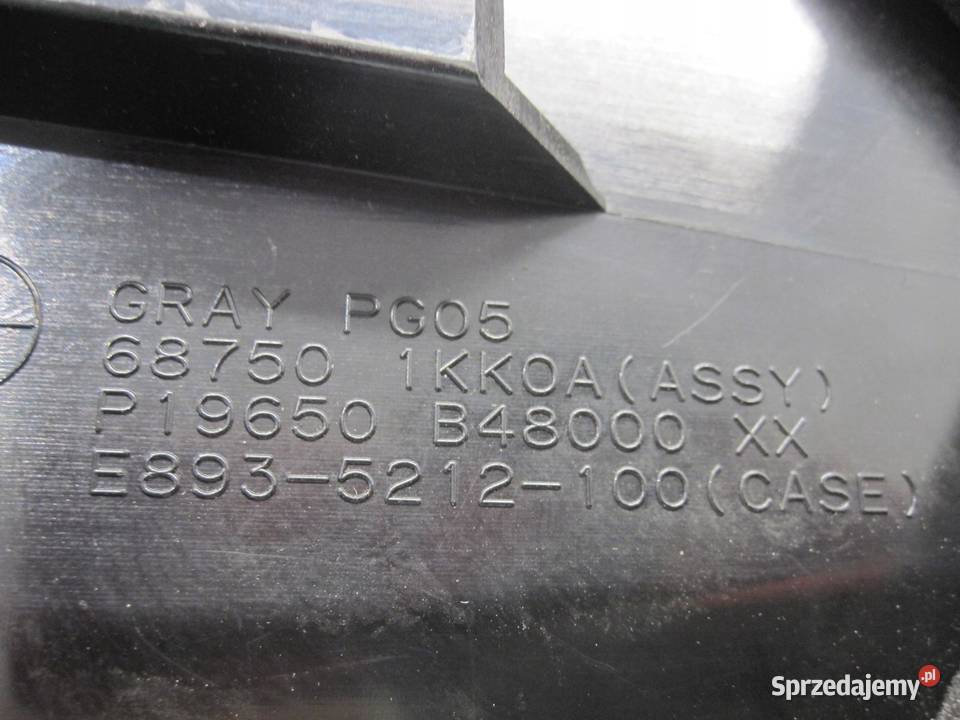 GRAY PG05
68750 1KK0A(ASSY)
P19650 B48000 XX
E893-5212-100(CASE)
Sprzedajemy.pl